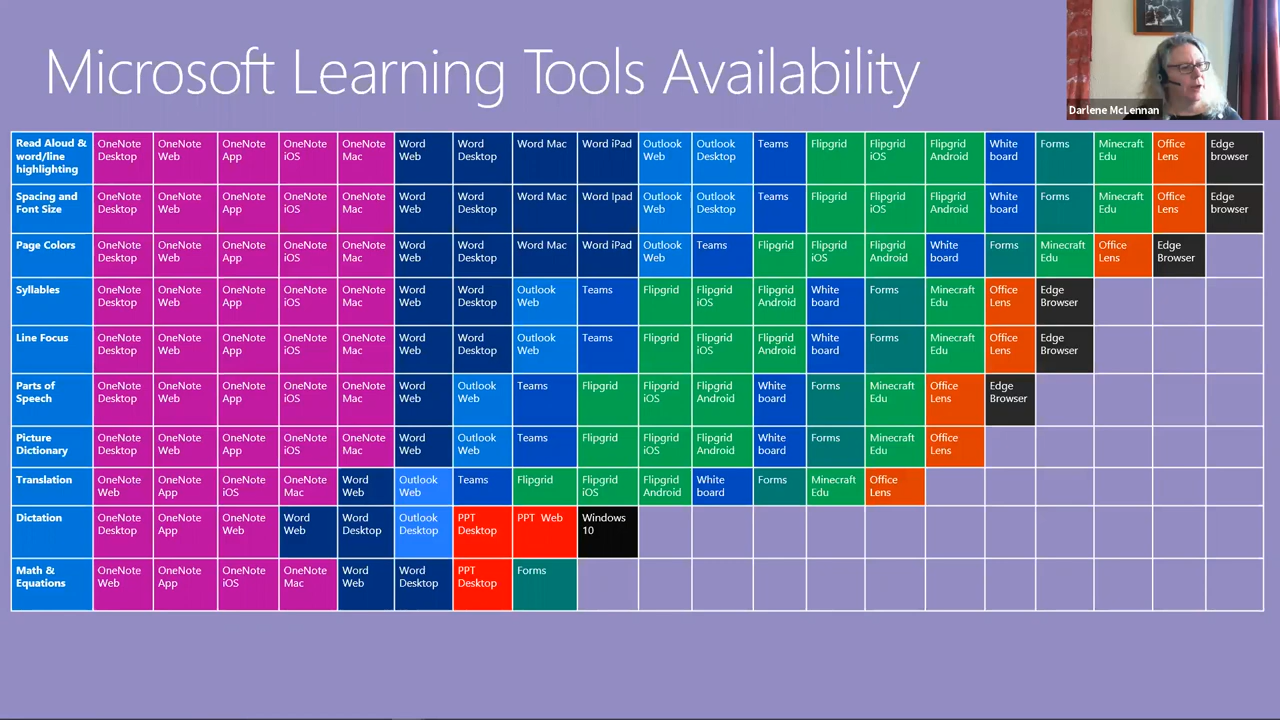 Microsoft Learning Tools Availability
Darlene McLennan
Read Aloud & word/line highlighting OneNote Desktop OneNote Web OneNote App OneNote iOS OneNote Mac Word Web Word Desktop Word Mac Word iPad Outlook Web Outlook Desktop Teams Flipgrid Flipgrid iOS Flipgrid Android White board Forms Minecraft Edu Office Lens Edge browser
Spacing and Font Size OneNote Desktop OneNote Web OneNote App OneNote iOS OneNote Mac Word Web Word Desktop Word Mac Word Ipad Outlook Web Outlook Desktop Teams Flipgrid Flipgrid iOS Flipgrid Android White board Forms Minecraft Edu Office Lens Edge browser
Page Colors OneNote Desktop OneNote Web OneNote App OneNote iOS OneNote Mac Word Web Word Desktop Word Mac Word iPad Outlook Web Teams Flipgrid Flipgrid iOS Flipgrid Android White board Forms Minecraft Edu Office Lens Edge Browser
Syllables OneNote Desktop OneNote Web OneNote App OneNote iOS OneNote Mac Word Web Word Desktop Outlook Web Teams Flipgrid Flipgrid iOS Flipgrid Android White board Forms Minecraft Edu Office Lens Edge Browser
Line Focus OneNote Desktop OneNote Web OneNote App OneNote iOS OneNote Mac Word Web Word Desktop Outlook Web Teams Flipgrid Flipgrid iOS Flipgrid Android White board Forms Minecraft Edu Office Lens Edge Browser
Parts of Speech OneNote Desktop OneNote Web OneNote App OneNote iOS OneNote Mac Word Web Outlook Web Teams Flipgrid Flipgrid iOS Flipgrid Android White board Forms Minecraft Edu Office Lens Edge Browser
Picture Dictionary OneNote Desktop OneNote Web OneNote App OneNote iOS OneNote Mac Word Web Outlook Web Teams Flipgrid Flipgrid iOS Flipgrid Android White board Forms Minecraft Edu Office Lens
Translation OneNote Web OneNote App OneNote iOS OneNote Mac Word Web Outlook Web Teams Flipgrid Flipgrid iOS Flipgrid Android White board Forms Minecraft Edu Office Lens
Dictation OneNote Desktop OneNote App OneNote Web Word Web Word Desktop Outlook Desktop PPT Desktop PPT Web Windows 10
Math & Equations OneNote Web OneNote App OneNote iOS OneNote Mac Word Web Word Desktop PPT Desktop Forms